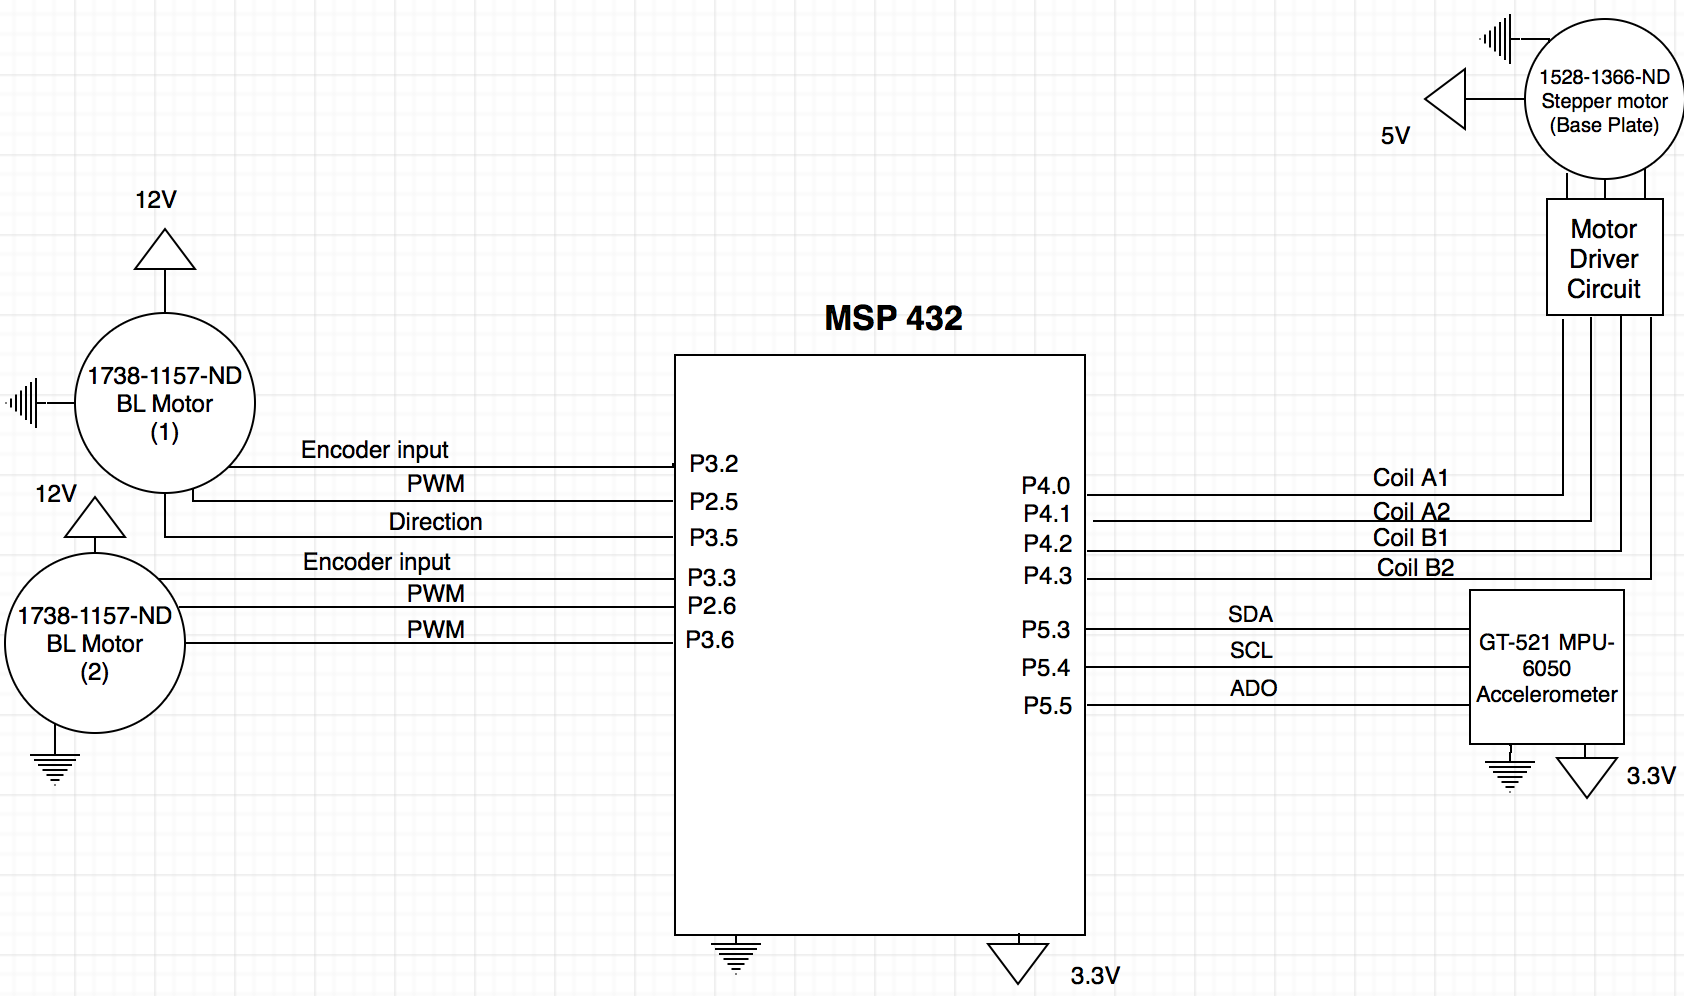 1528-1366-ND
Stepper motor
(Base Plate)
5V
Motor
Driver
Circuit
12V
1738-1157-ND
BL Motor
(1)
12V
1738-1157-ND
BL Motor
(2)
Encoder input
PWM
Direction
Encoder input
PWM
PWM
MSP 432
P3.2
P2.5
P3.5
P3.3
P2.6
P3.6
P4.0
P4.1
P4.2
P4.3
P5.3
P5.4
P5.5
3.3V
Coil A1
Coil A2
Coil B1
Coil B2
SDA
SCL
ADO
GT-521 MPU-
6050
Accelerometer
3.3V